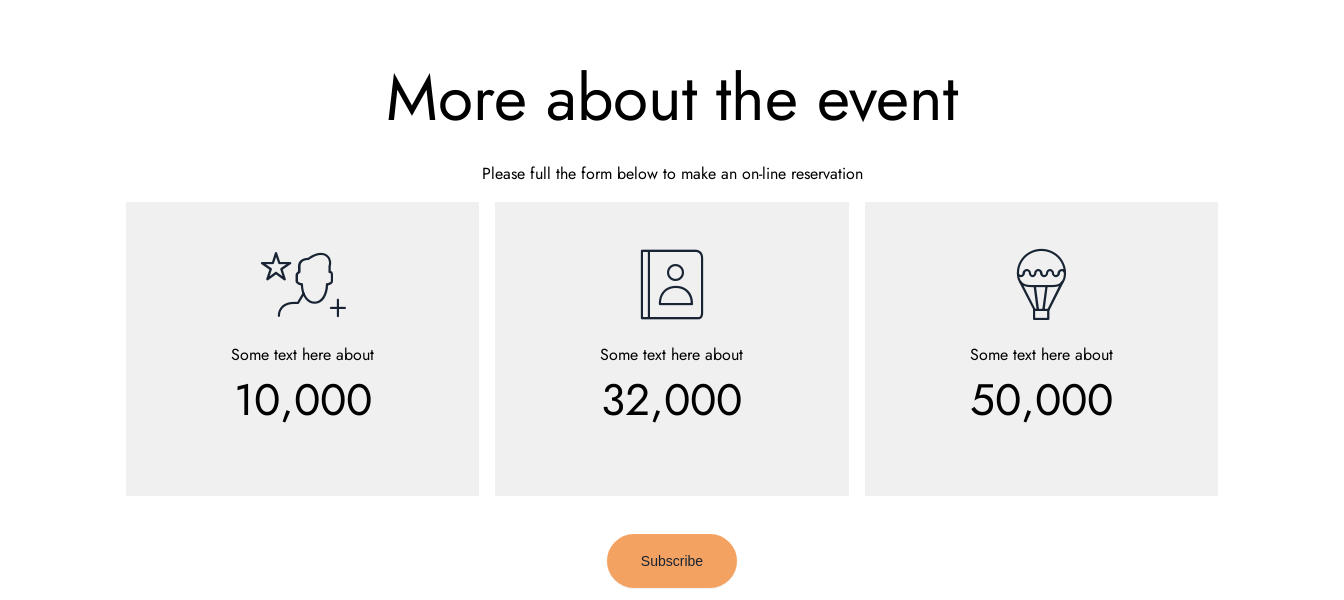 More about the event
Please full the form below to make an on-line reservation
Some text here about
10,000
Some text here about
32,000
Some text here about
50,000
Subscribe